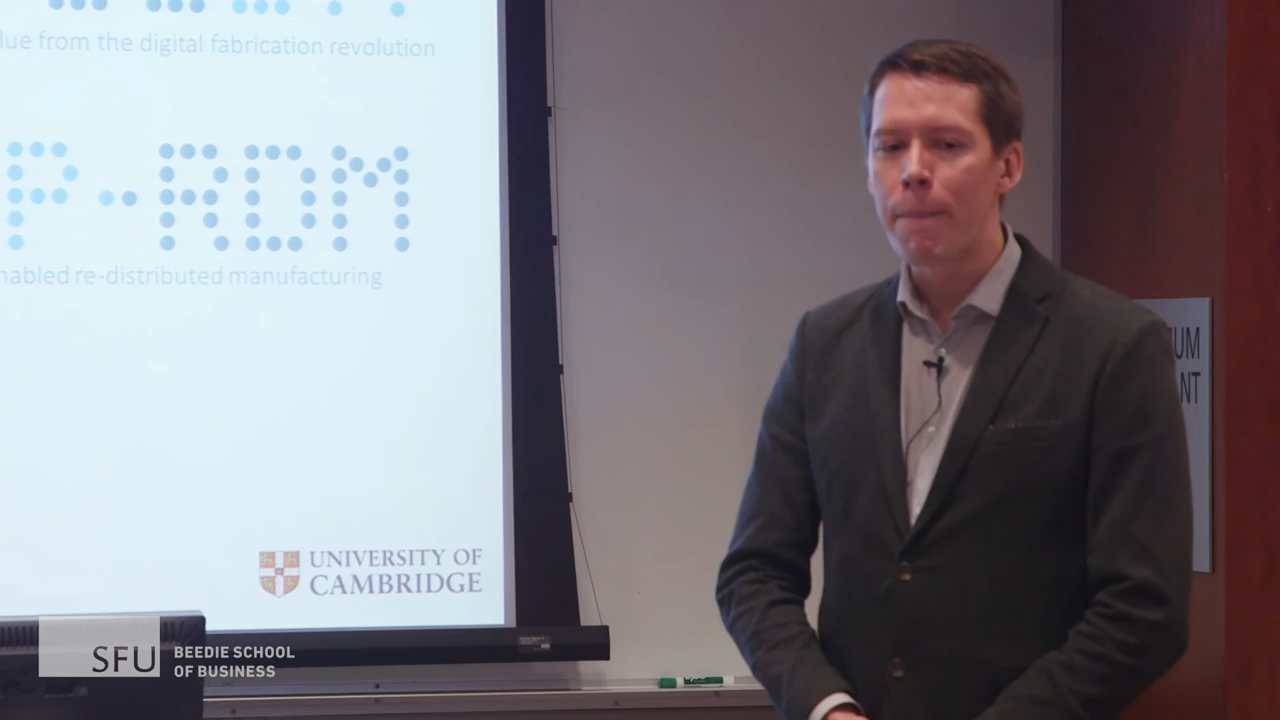 lue from the digital fabrication revolution
P-RDM
nabled re-distributed manufacturing
UNIVERSITY OF
CAMBRIDGE
UM
NT
SFU
BEEDIE SCHOOL
OF BUSINESS